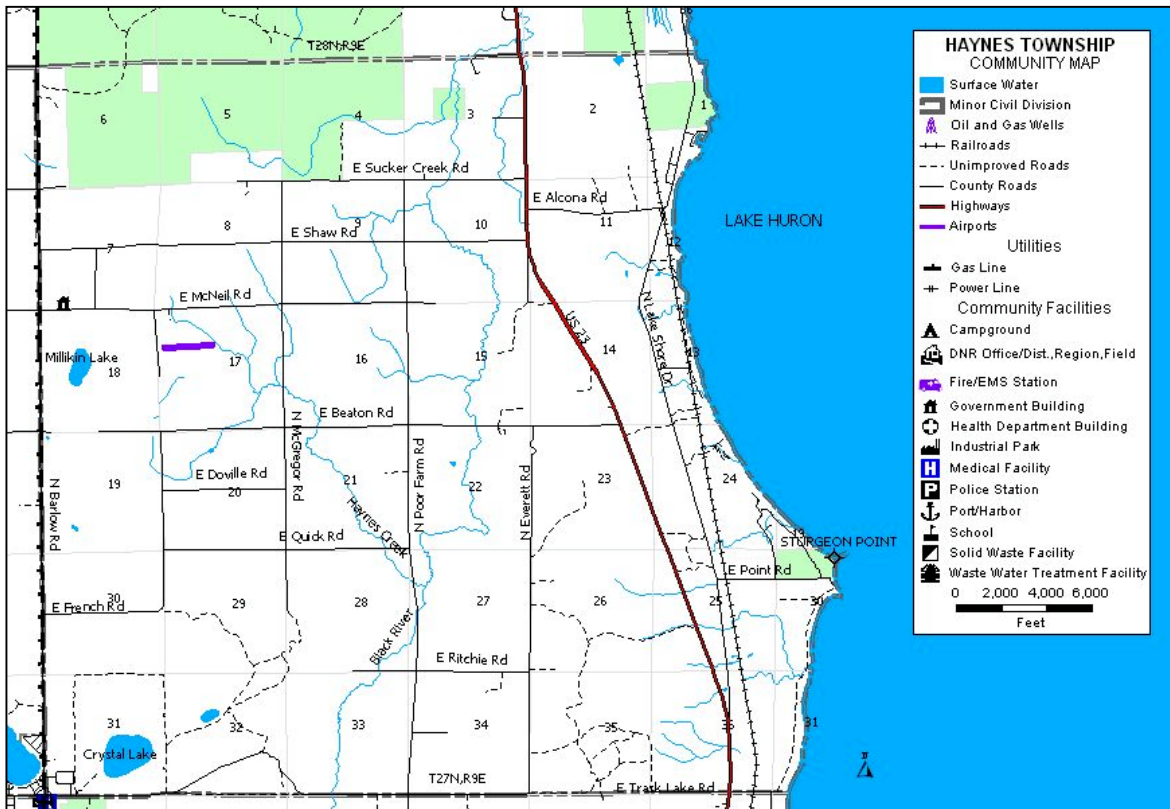 T28N,R9E
6
5
4
3
2
1
E Sucker Creek Rd
E Alcona Rd
LAKE HURON
7
8
9
10
11
12
E Shaw Rd
E McNeil Rd
US 23
N Lake Shore Dr
Millikin Lake
18
17
16
15
14
13
E Beaton Rd
N McGregor Rd
N Poor Farm Rd
N Everett Rd
N Barlow Rd
19
E Doville Rd
20
21
22
23
24
Haynes Creek
E Quick Rd
STURGEON POINT
E Point Rd
E French Rd
30
29
28
27
26
25
30
Black River
E Ritchie Rd
31
32
33
34
35
36
31
Crystal Lake
T27N,R9E
E Trask Lake Rd
HAYNES TOWNSHIP
COMMUNITY MAP
Surface Water
Minor Civil Division
Oil and Gas Wells
Railroads
Unimproved Roads
County Roads
Highways
Airports
Utilities
Gas Line
Power Line
Community Facilities
Campground
DNR Office/Dist.,Region,Field
Fire/EMS Station
Government Building
Health Department Building
Industrial Park
H Medical Facility
P Police Station
Port/Harbor
School
Solid Waste Facility
Waste Water Treatment Facility
0 2,000 4,000 6,000
Feet